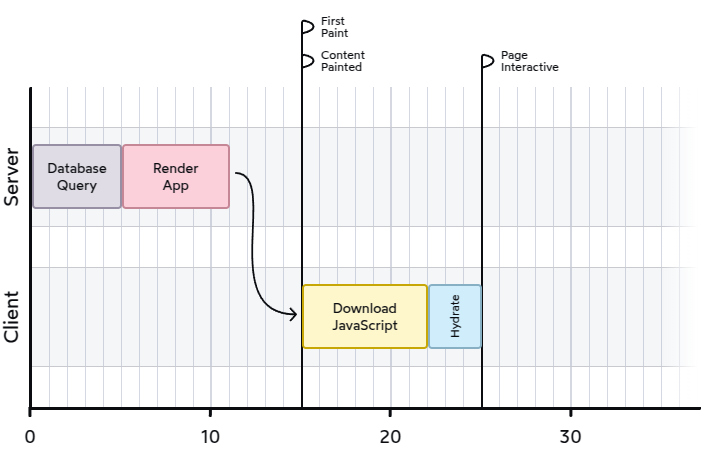 First
Paint
Content
Painted
Page
Interactive
Server
Database
Query
Render
App
Client
Download
JavaScript
Hydrate
0
10
20
30